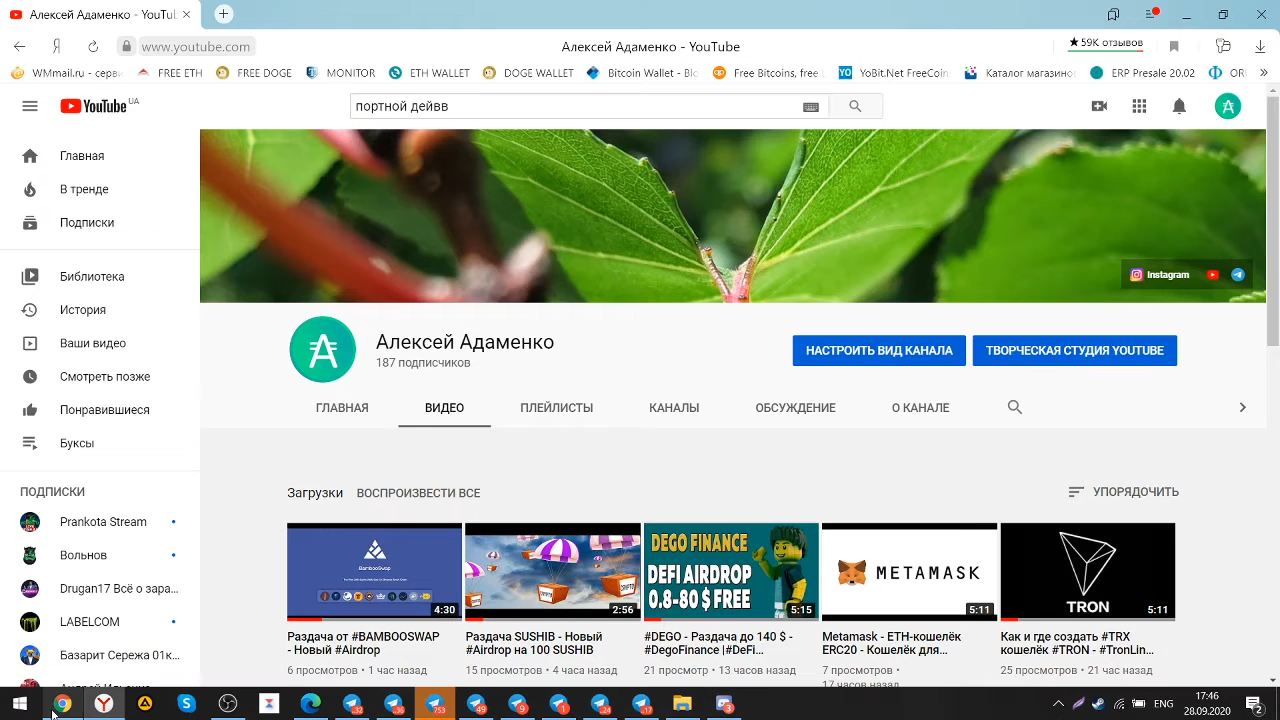 Алексей Адаменко - YouTu
www.youtube.com
Алексей Адаменко - YouTube
★59K отзывов
WMmail.ru - серви
FREE ETH
FREE DOGE
MONITOR
ETH WALLET
DOGE WALLET
Bitcoin Wallet - Blo
Free Bitcoins, free
YO YoBit.Net FreeCoin:
Каталог магазинов
ERP Presale 20.02
ORI
YouTube UA
портной дейвв
Главная
В тренде
Подписки
Библиотека
История
Ваши видео
Смотреть позже
Понравившиеся
Буксы
ПОДПИСКИ
Prankota Stream
Вольнов
Drugan17 Всё о зара...
LABELCOM
Базарит Сережа 01к...
Instagram
Алексей Адаменко
187 подписчиков
НАСТРОИТЬ ВИД КАНАЛА
ТВОРЧЕСКАЯ СТУДИЯ YOUTUBE
ГЛАВНАЯ
ВИДЕО
ПЛЕЙЛИСТЫ
КАНАЛЫ
ОБСУЖДЕНИЕ
О КАНАЛЕ
Загрузки
ВОСПРОИЗВЕСТИ ВСЕ
УПОРЯДОЧИТЬ
BambooSwap
4:30
Раздача от #BAMBOOSWAP
- Новый #Airdrop
6 просмотров • 1 час назад
CRYPTO
2:56
Раздача SUSHIB - Новый
#Airdrop на 100 SUSHIB
15 просмотров • 4 часа назад
DEGO FINANCE
DEFI AIRDROP
0.8-80 $ FREE
5:15
#DEGO - Раздача до 140 $ -
#DegoFinance |#DeFi...
21 просмотр • 13 часов назад
METAMASK
5:11
Metamask - ETH-кошелёк
ERC20 - Кошелёк для...
7 просмотров •
17 часов назад
TRON
5:11
Как и где создать #TRX
кошелёк #TRON - #TronLin...
25 просмотров • 21 час назад
753
ENG
17:46
28.09.2020